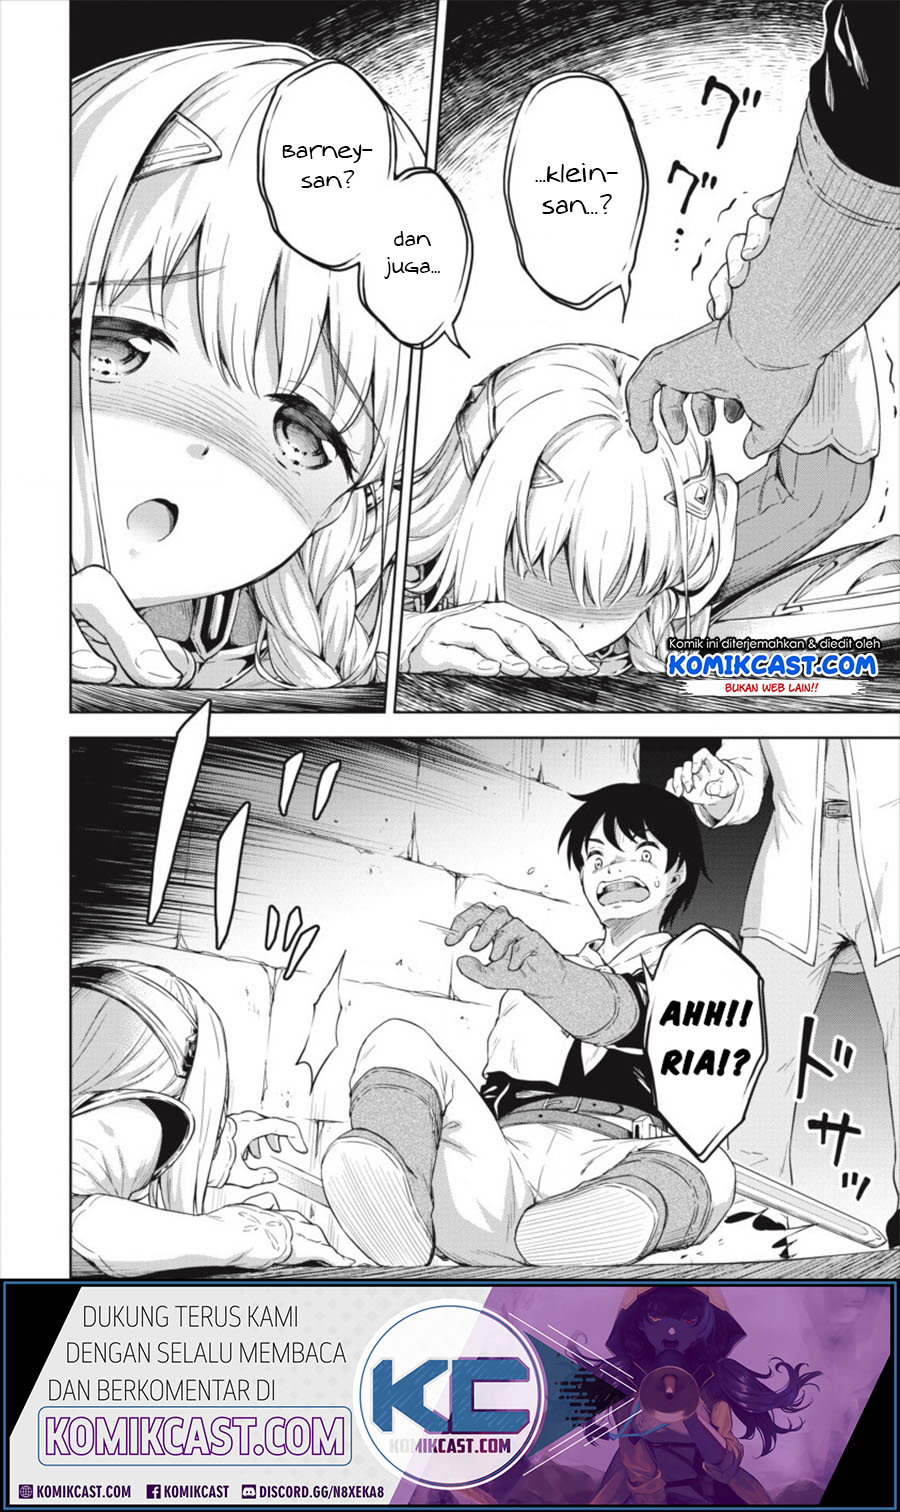 グ
グ
...klein-
san...?
Barney-
san?
dan
juga...
Komik ini diterjemahkan & diedit oleh
KOMIKCAST.COM
BUKAN WEB LAIN!!
AHH!!
RIA!?
ドサッ
DUKUNG TERUS KAMI
DENGAN SELALU MEMBACA
DAN BERKOMENTAR DI
KOMIKCAST.COM
KC
KOMIKCAST.COM
KOMIKCAST.COM KOMIKCAST DISCORD.GG/N8XEKA8